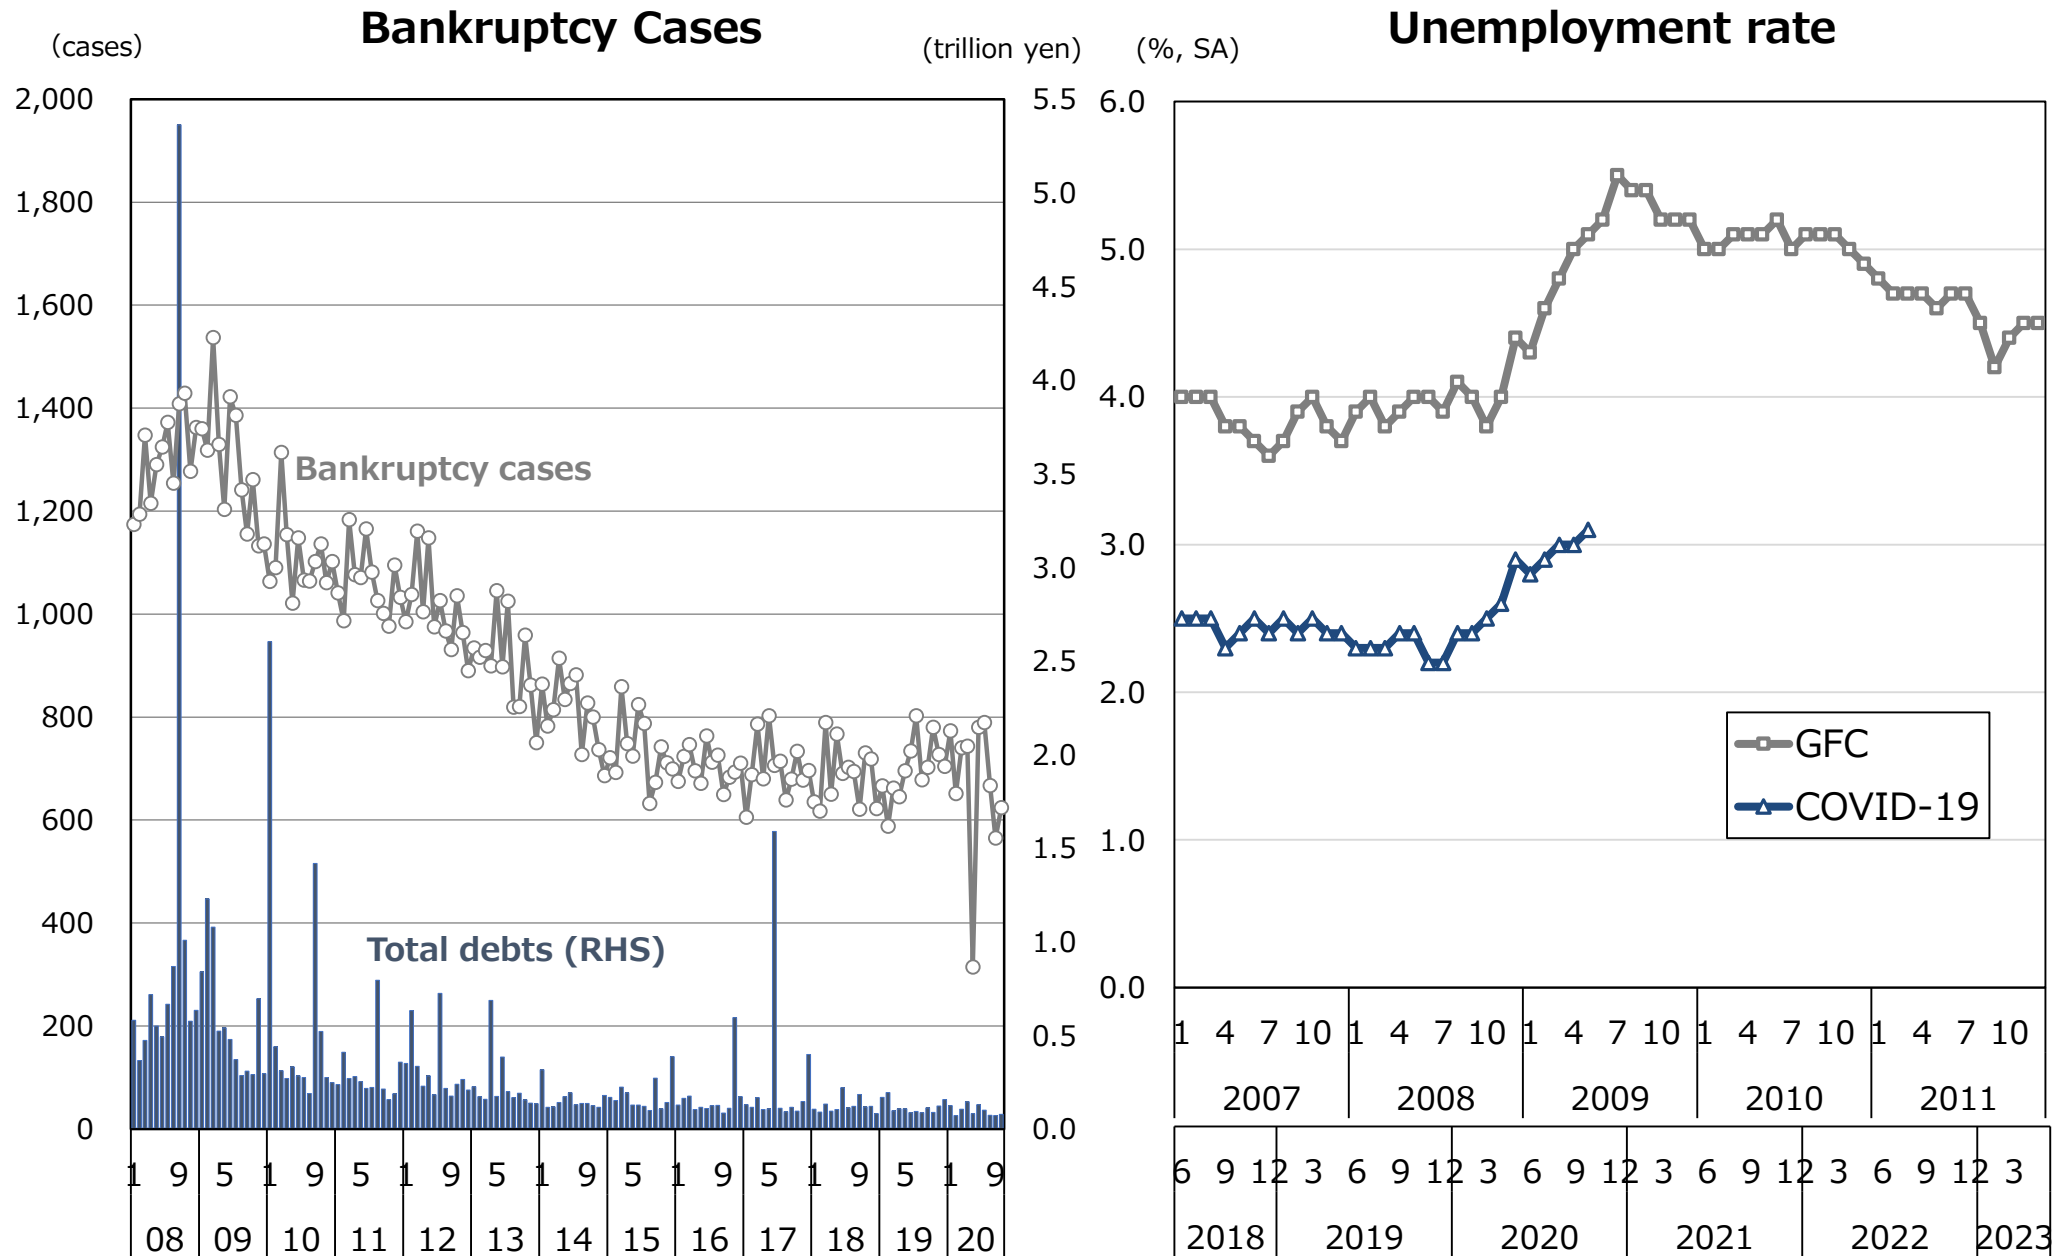 Bankruptcy Cases
(cases)
(trillion yen)
2,000
1,800
1,600
1,400
1,200
1,000
800
600
400
200
0
5.5
5.0
4.5
4.0
3.5
3.0
2.5
2.0
1.5
1.0
0.5
0.0
Bankruptcy cases
Total debts (RHS)
1 9 5 1 9 5 1 9 5 1 9 5 1 9 5 1 9 5 1 9
08 09 10 11 12 13 14 15 16 17 18 19 20
Unemployment rate
(%, SA)
6.0
5.0
4.0
3.0
2.0
1.0
0.0
GFC
COVID-19
1 4 7 10 1 4 7 10 1 4 7 10 1 4 7 10 1 4 7 10
2007 2008 2009 2010 2011
6 9 12 3 6 9 12 3 6 9 12 3 6 9 12 3 6 9 12 3
2018 2019 2020 2021 2022 2023